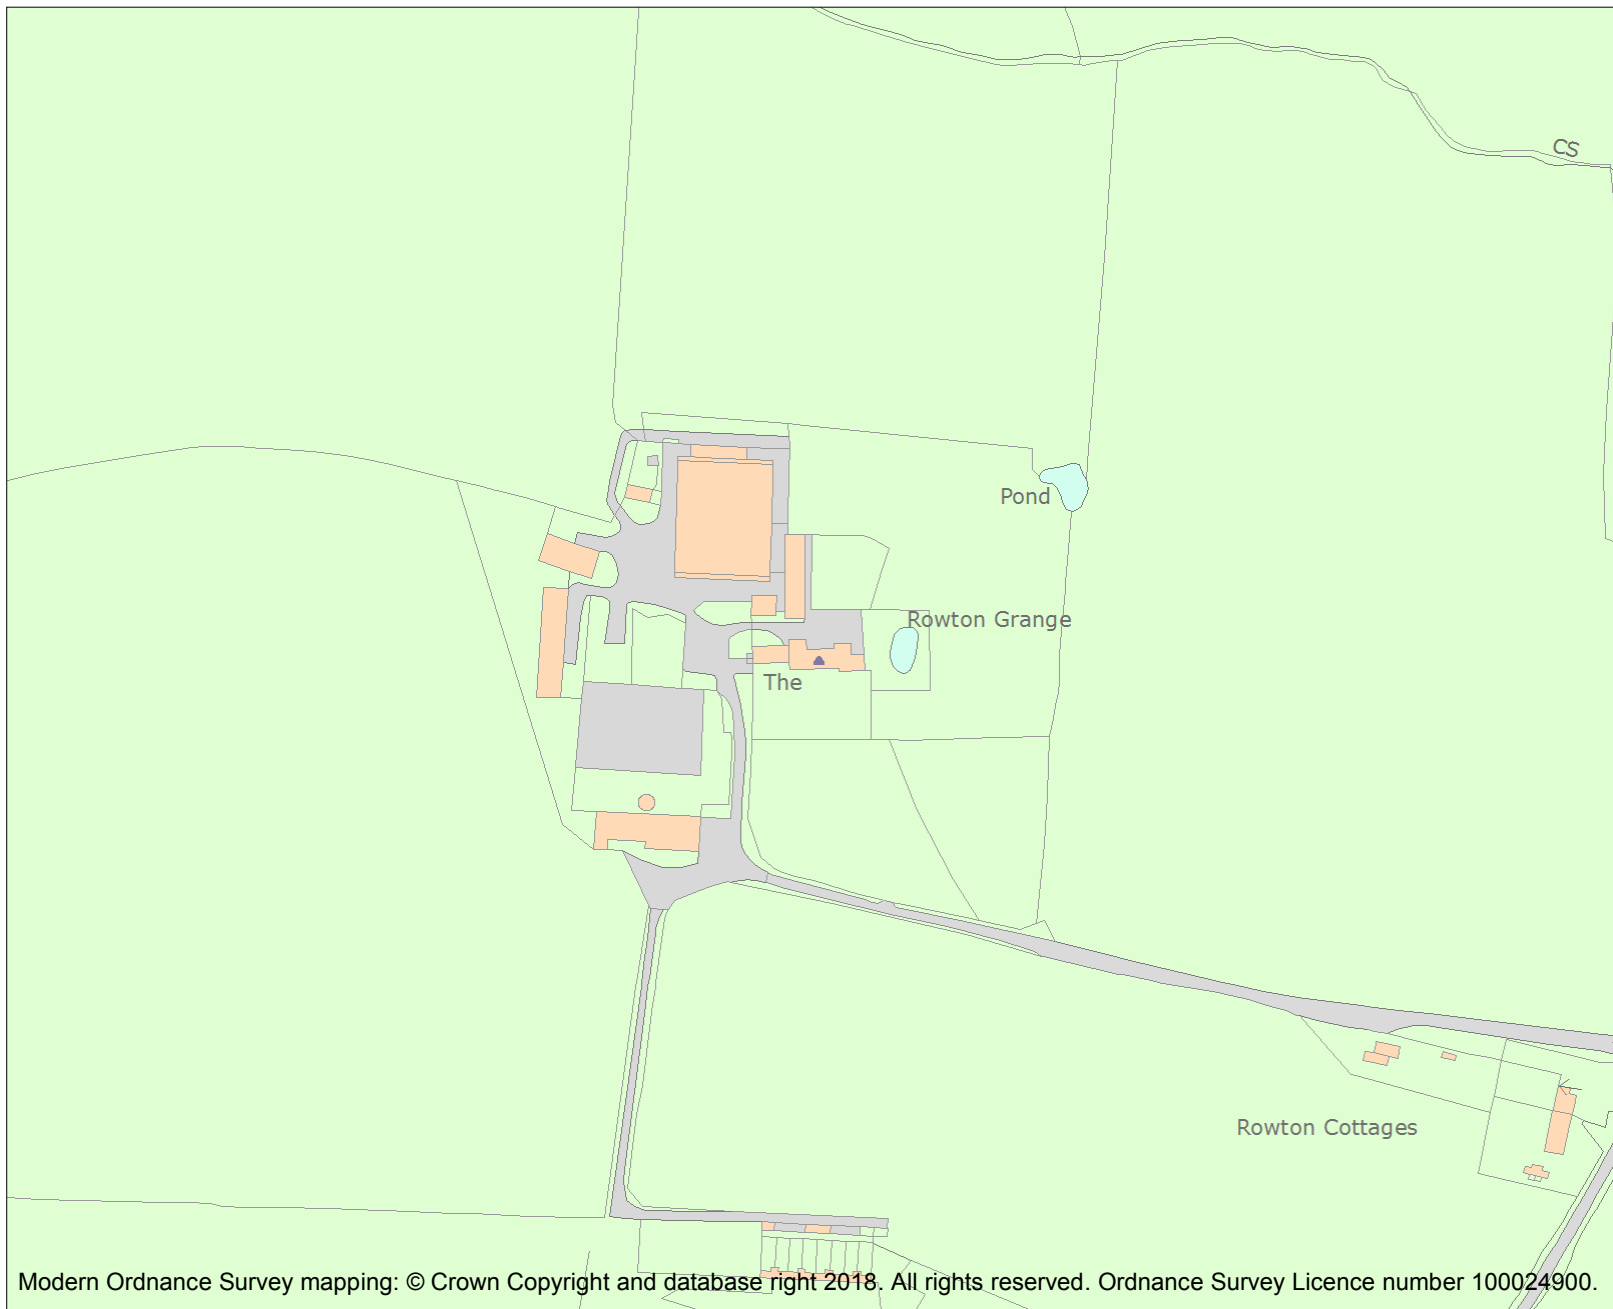 CS
Pond
Rowton Grange
The
Rowton Cottages
Modern Ordnance Survey mapping: © Crown Copyright and database right 2018. All rights reserved. Ordnance Survey Licence number 100024900.